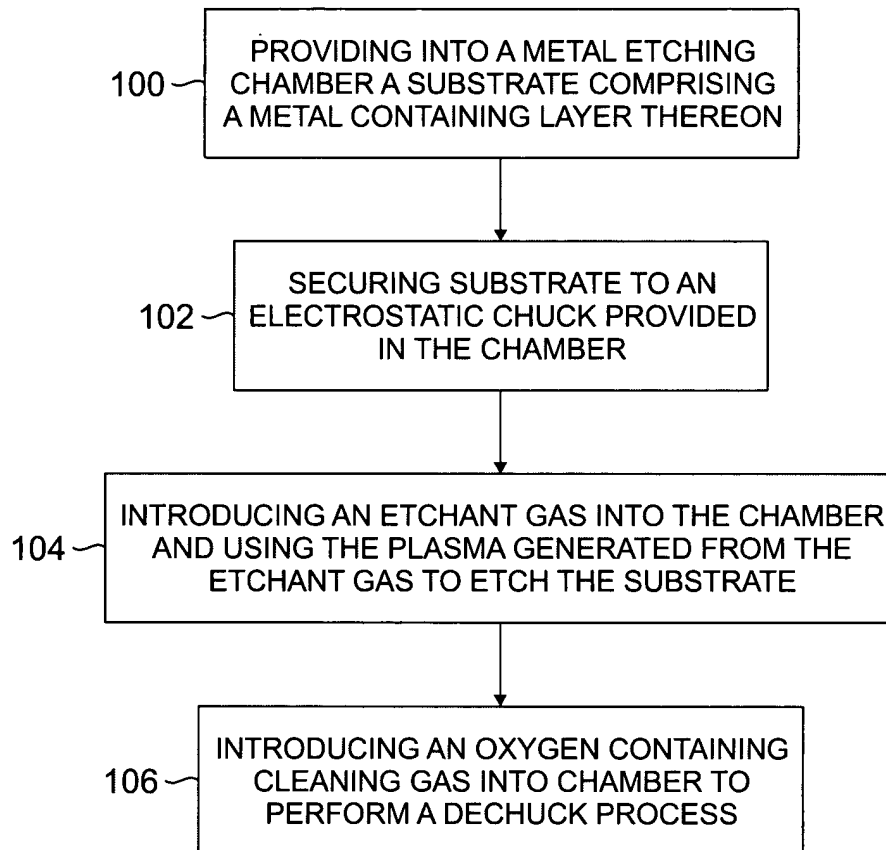 PROVIDING INTO A METAL ETCHING
CHAMBER A SUBSTRATE COMPRISING
A METAL CONTAINING LAYER THEREON
100
SECURING SUBSTRATE TO AN
ELECTROSTATIC CHUCK PROVIDED
IN THE CHAMBER
102
INTRODUCING AN ETCHANT GAS INTO THE CHAMBER
AND USING THE PLASMA GENERATED FROM THE
ETCHANT GAS TO ETCH THE SUBSTRATE
104
INTRODUCING AN OXYGEN CONTAINING
CLEANING GAS INTO CHAMBER TO
PERFORM A DECHUCK PROCESS
106